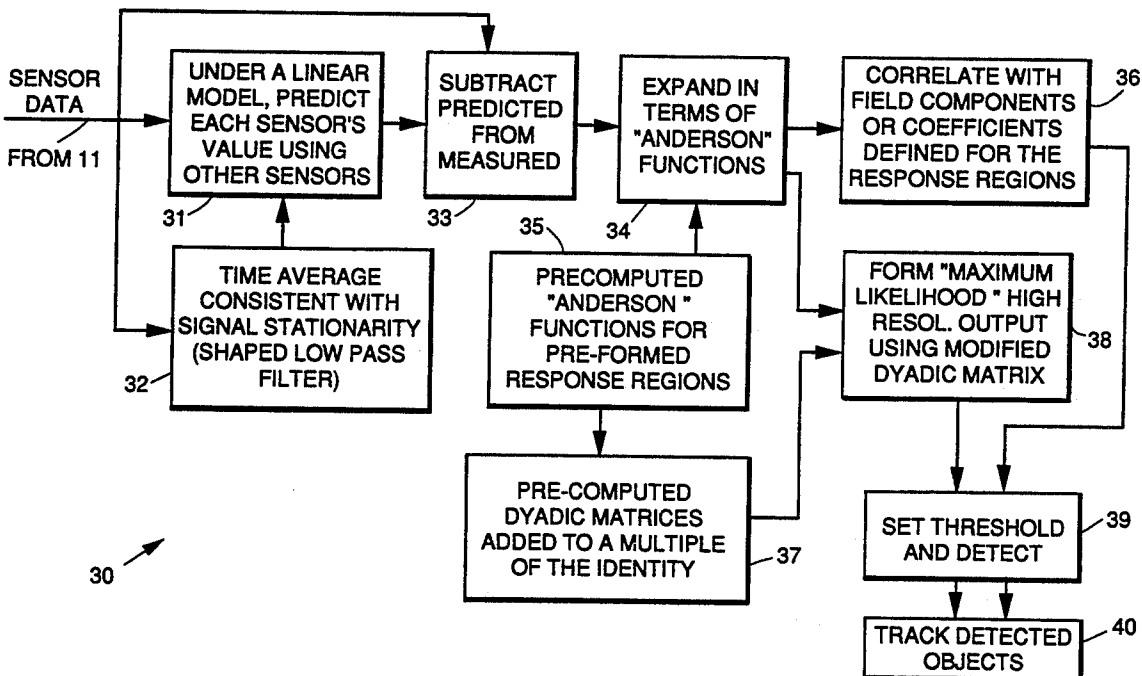 SENSOR
DATA
FROM 11
UNDER A LINEAR
MODEL, PREDICT
EACH SENSOR'S
VALUE USING
OTHER SENSORS
31
SUBTRACT
PREDICTED
FROM
MEASURED
33
EXPAND IN
TERMS OF
"ANDERSON"
FUNCTIONS
34
CORRELATE WITH
FIELD COMPONENTS
OR COEFFICIENTS
DEFINED FOR THE
RESPONSE REGIONS
36
TIME AVERAGE
CONSISTENT WITH
SIGNAL STATIONARITY
(SHAPED LOW PASS
FILTER)
32
35
PRECOMPUTED
"ANDERSON "
FUNCTIONS FOR
PRE-FORMED
RESPONSE REGIONS
FORM "MAXIMUM
LIKELIHOOD " HIGH
RESOL. OUTPUT
USING MODIFIED
DYADIC MATRIX
38
PRE-COMPUTED
DYADIC MATRICES
ADDED TO A MULTIPLE
OF THE IDENTITY
37
SET THRESHOLD
AND DETECT
39
30
TRACK DETECTED
OBJECTS
40